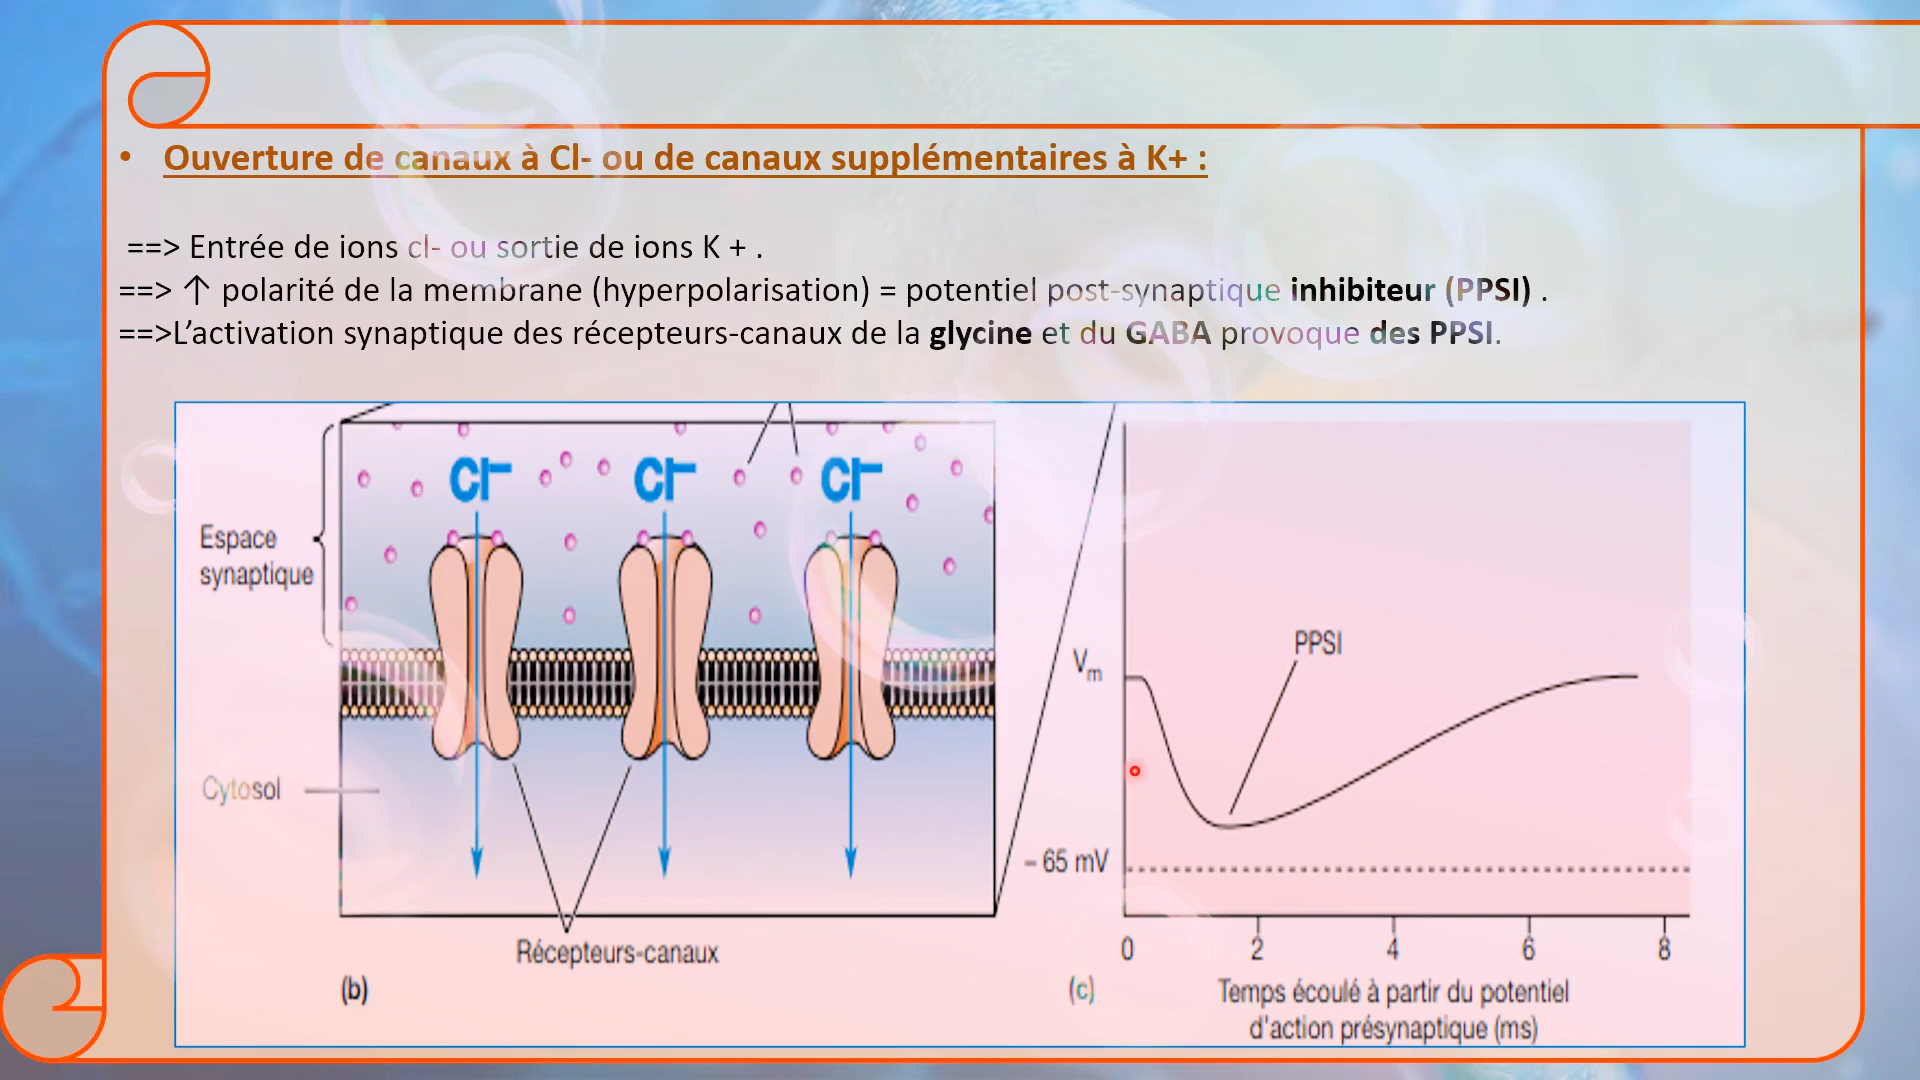 • Ouverture de canaux à Cl- ou de canaux supplémentaires à K+ :
==> Entrée de ions cl- ou sortie de ions K + .
==> ↑ polarité de la membrane (hyperpolarisation) = potentiel post-synaptique inhibiteur (PPSI) .
==>L’activation synaptique des récepteurs-canaux de la glycine et du GABA provoque des PPSI.
Cl– Cl– Cl–
Espace
synaptique
Cytosol
Récepteurs-canaux
(b)
PPSI
Vm
– 65 mV
0 2 4 6 8
(c)
Temps écoulé à partir du potentiel
d'action présynaptique (ms)